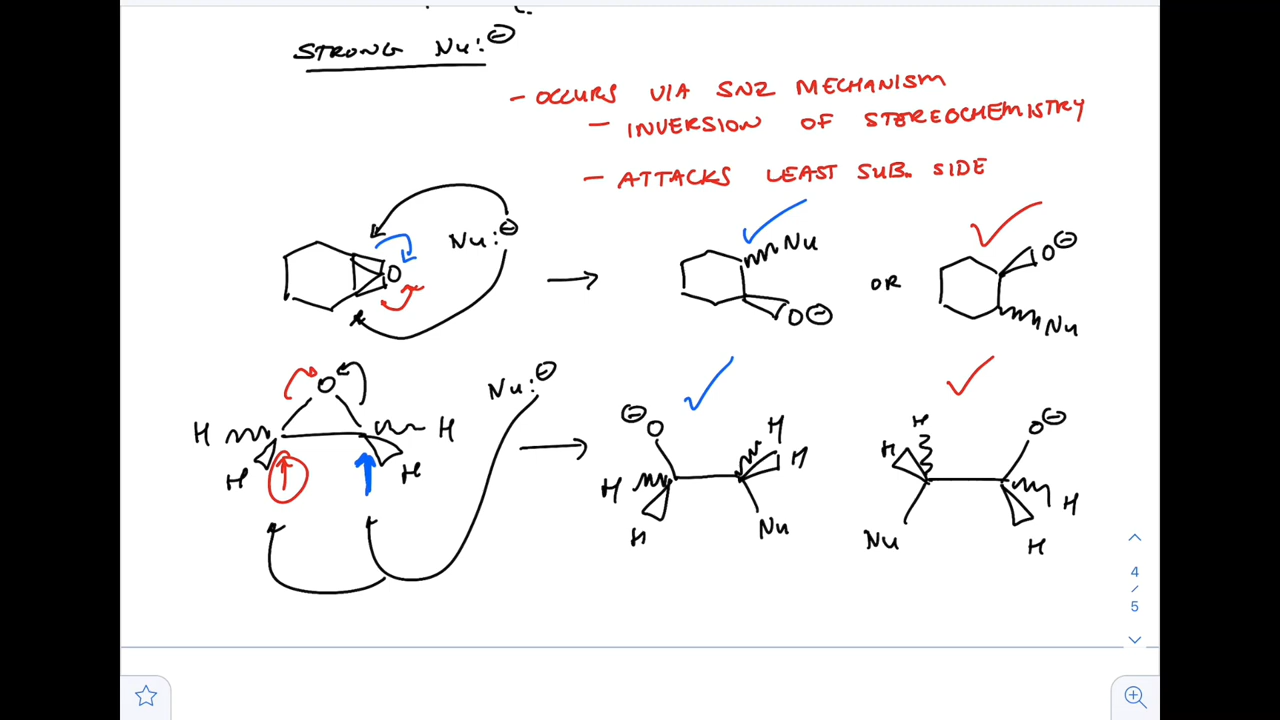 STRONG Nu:⊖
- OCCURS VIA SN2 MECHANISM
- INVERSION OF STEREOCHEMISTRY
- ATTACKS LEAST SUB. SIDE
Nu:⊖
O
Nu
O⊖
OR
O⊖
Nu
O
H
H
H
H
Nu:⊖
⊖
O
H
H
H
H
Nu
H
H
O⊖
H
H
Nu
4
/
5